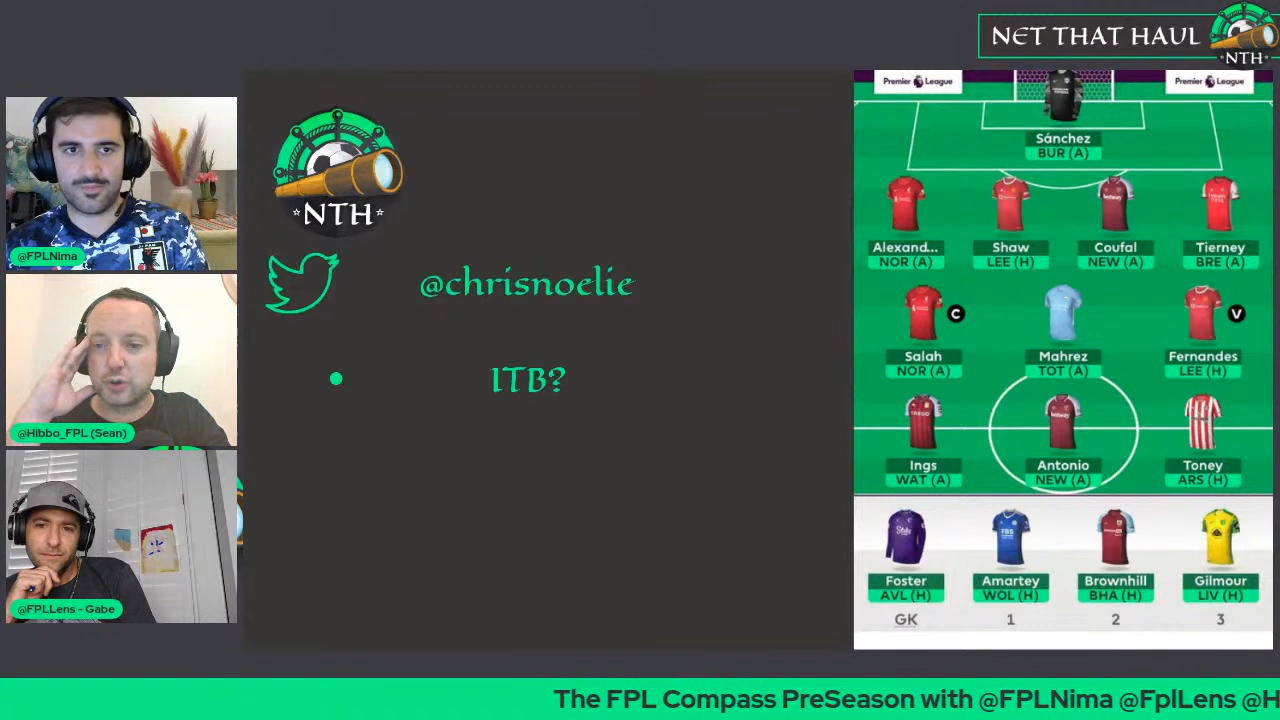 NET THAT HAUL
NTH
@FPLNima
@Hibbo_FPL (Sean)
@FPLLens - Gabe
NTH
@chrisnoelie
• ITB?
Premier League
Premier League
Sánchez
BUR (A)
Alexand... Shaw Coufal Tierney
NOR (A) LEE (H) NEW (A) BRE (A)
C V
Salah Mahrez Fernandes
NOR (A) TOT (A) LEE (H)
Ings Antonio Toney
WAT (A) NEW (A) ARS (H)
Foster Amartey Brownhill Gilmour
AVL (H) WOL (H) BHA (H) LIV (H)
GK 1 2 3
The FPL Compass PreSeason with @FPLNima @FplLens @H